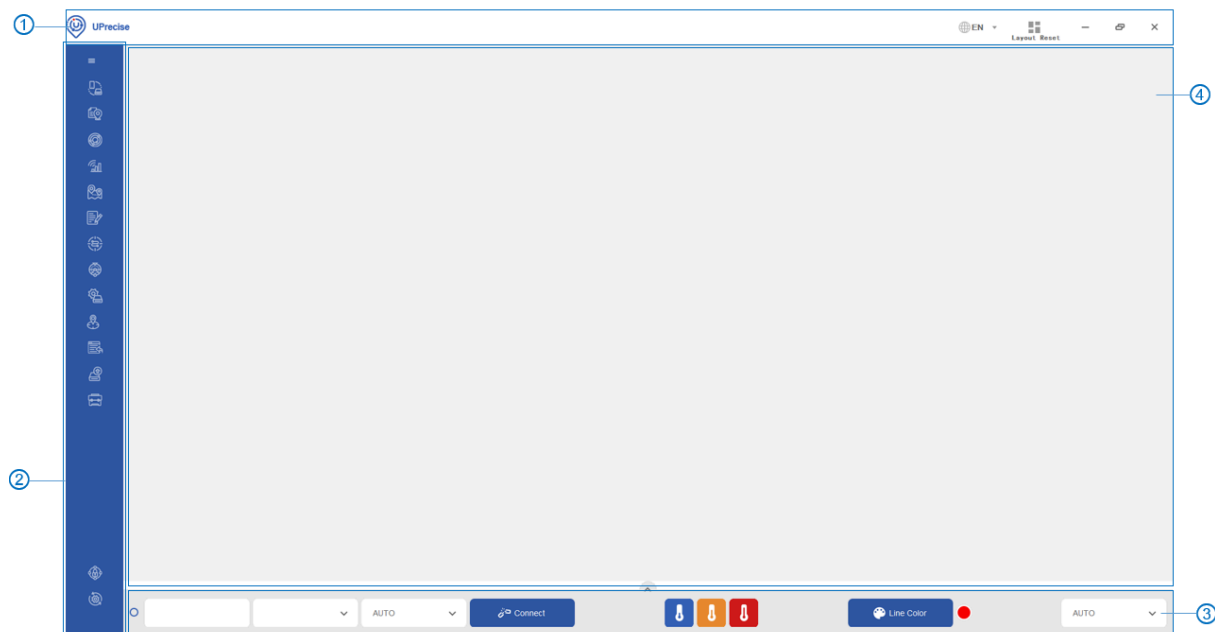 ① UPrecise EN Layout Reset
④
②
AUTO Connect Line Color AUTO ③